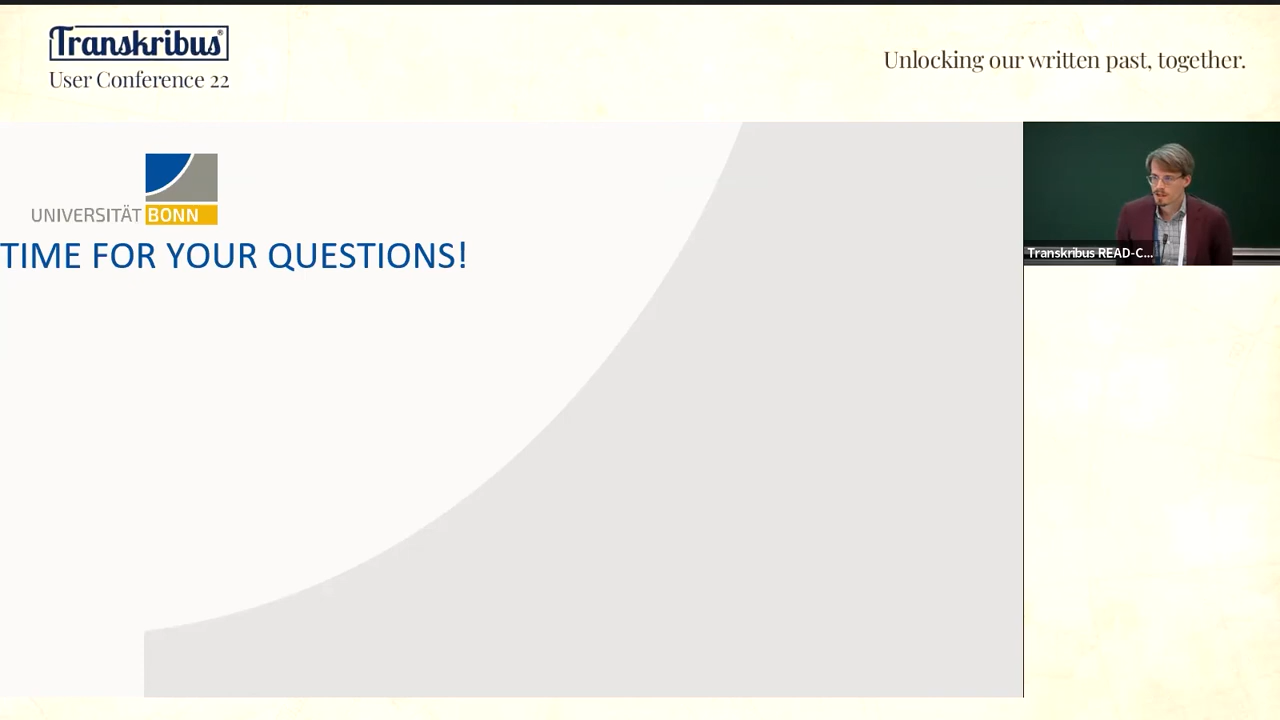 Transkribus®
User Conference 22
Unlocking our written past, together.
UNIVERSITÄT BONN
TIME FOR YOUR QUESTIONS!
Transkribus READ-C...